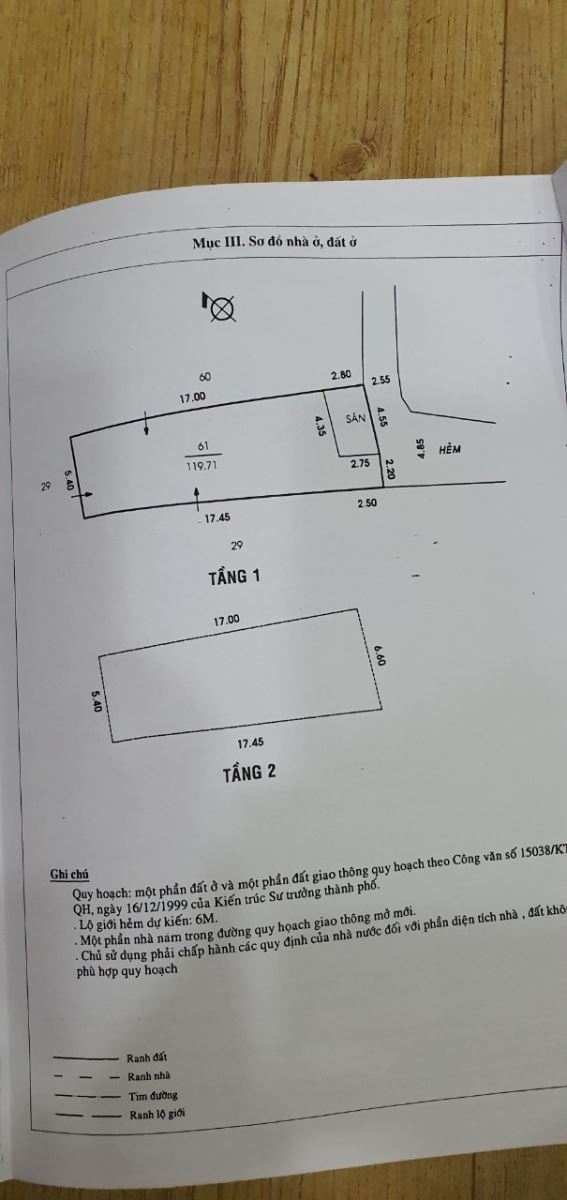 Mục III. Sơ đồ nhà ở, đất ở
60
17.00
2.80
2.55
4.35
SÂN
4.55
61
119.71
5.40
29
2.75
2.20
4.85
HẺM
17.45
2.50
29
TẦNG 1
17.00
5.40
6.60
17.45
TẦNG 2
Ghi chú
Quy hoạch: một phần đất ở và một phần đất giao thông quy hoạch theo Công văn số 15038/KT
QH, ngày 16/12/1999 của Kiến trúc Sư trưởng thành phố.
. Lộ giới hẻm dự kiến: 6M.
. Một phần nhà nằm trong đường quy họach giao thông mở mới.
. Chủ sử dụng phải chấp hành các quy định của nhà nước đối với phần diện tích nhà , đất khô
phù hợp quy hoạch
Ranh đất
Ranh nhà
Tim đường
Ranh lộ giới